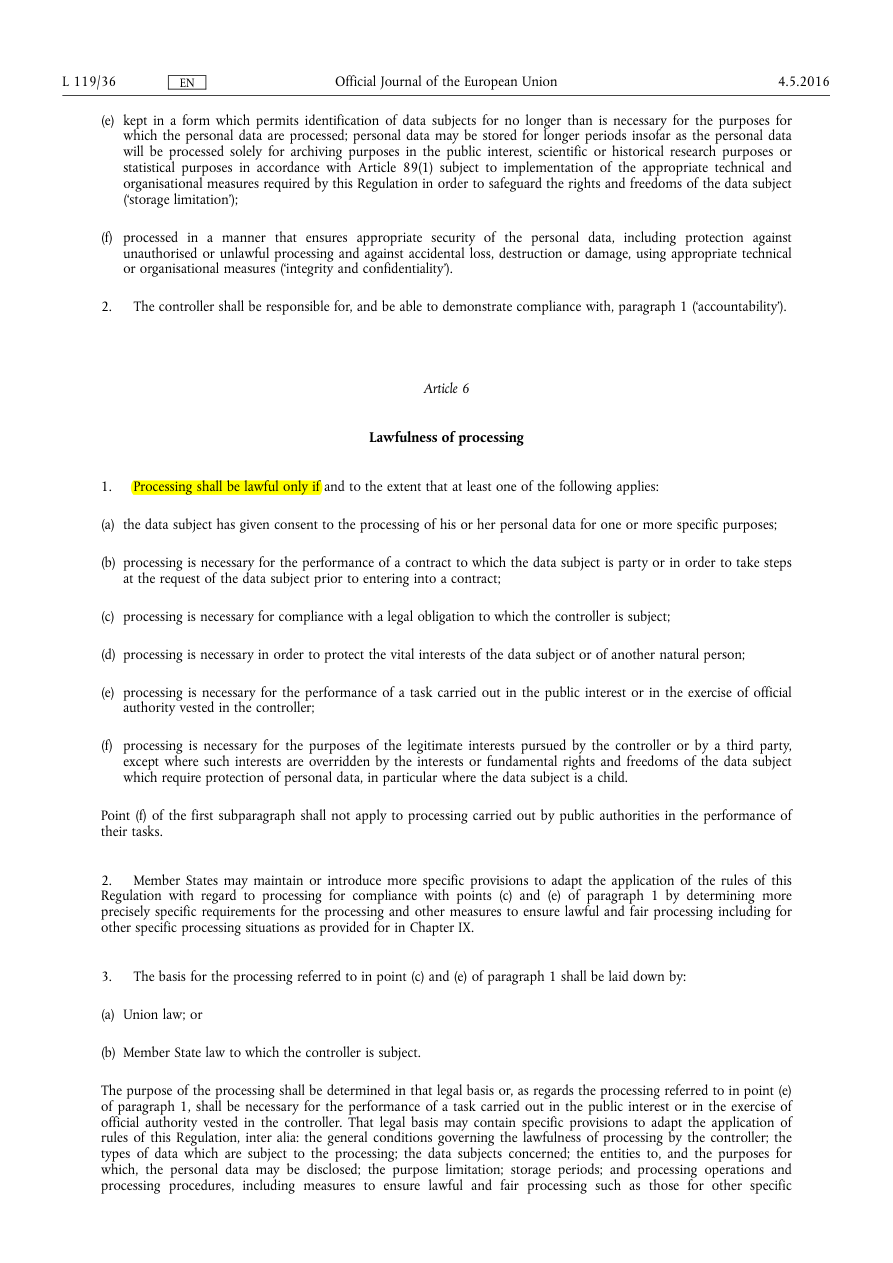 L 119/36 EN Official Journal of the European Union 4.5.2016
(e) kept in a form which permits identification of data subjects for no longer than is necessary for the purposes for
which the personal data are processed; personal data may be stored for longer periods insofar as the personal data
will be processed solely for archiving purposes in the public interest, scientific or historical research purposes or
statistical purposes in accordance with Article 89(1) subject to implementation of the appropriate technical and
organisational measures required by this Regulation in order to safeguard the rights and freedoms of the data subject
(‘storage limitation’);
(f) processed in a manner that ensures appropriate security of the personal data, including protection against
unauthorised or unlawful processing and against accidental loss, destruction or damage, using appropriate technical
or organisational measures (‘integrity and confidentiality’).
2. The controller shall be responsible for, and be able to demonstrate compliance with, paragraph 1 (‘accountability’).
Article 6
Lawfulness of processing
1. Processing shall be lawful only if and to the extent that at least one of the following applies:
(a) the data subject has given consent to the processing of his or her personal data for one or more specific purposes;
(b) processing is necessary for the performance of a contract to which the data subject is party or in order to take steps
at the request of the data subject prior to entering into a contract;
(c) processing is necessary for compliance with a legal obligation to which the controller is subject;
(d) processing is necessary in order to protect the vital interests of the data subject or of another natural person;
(e) processing is necessary for the performance of a task carried out in the public interest or in the exercise of official
authority vested in the controller;
(f) processing is necessary for the purposes of the legitimate interests pursued by the controller or by a third party,
except where such interests are overridden by the interests or fundamental rights and freedoms of the data subject
which require protection of personal data, in particular where the data subject is a child.
Point (f) of the first subparagraph shall not apply to processing carried out by public authorities in the performance of
their tasks.
2. Member States may maintain or introduce more specific provisions to adapt the application of the rules of this
Regulation with regard to processing for compliance with points (c) and (e) of paragraph 1 by determining more
precisely specific requirements for the processing and other measures to ensure lawful and fair processing including for
other specific processing situations as provided for in Chapter IX.
3. The basis for the processing referred to in point (c) and (e) of paragraph 1 shall be laid down by:
(a) Union law; or
(b) Member State law to which the controller is subject.
The purpose of the processing shall be determined in that legal basis or, as regards the processing referred to in point (e)
of paragraph 1, shall be necessary for the performance of a task carried out in the public interest or in the exercise of
official authority vested in the controller. That legal basis may contain specific provisions to adapt the application of
rules of this Regulation, inter alia: the general conditions governing the lawfulness of processing by the controller; the
types of data which are subject to the processing; the data subjects concerned; the entities to, and the purposes for
which, the personal data may be disclosed; the purpose limitation; storage periods; and processing operations and
processing procedures, including measures to ensure lawful and fair processing such as those for other specific